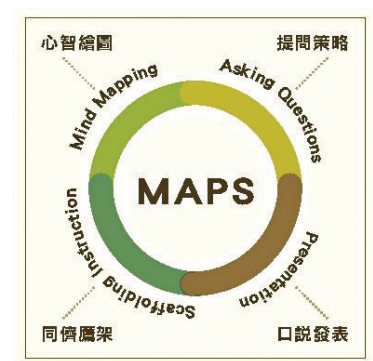 心智繪圖
提問策略
Mind Mapping
Asking Questions
MAPS
Scaffolding Instruction
Presentation
同儕鷹架
口說發表